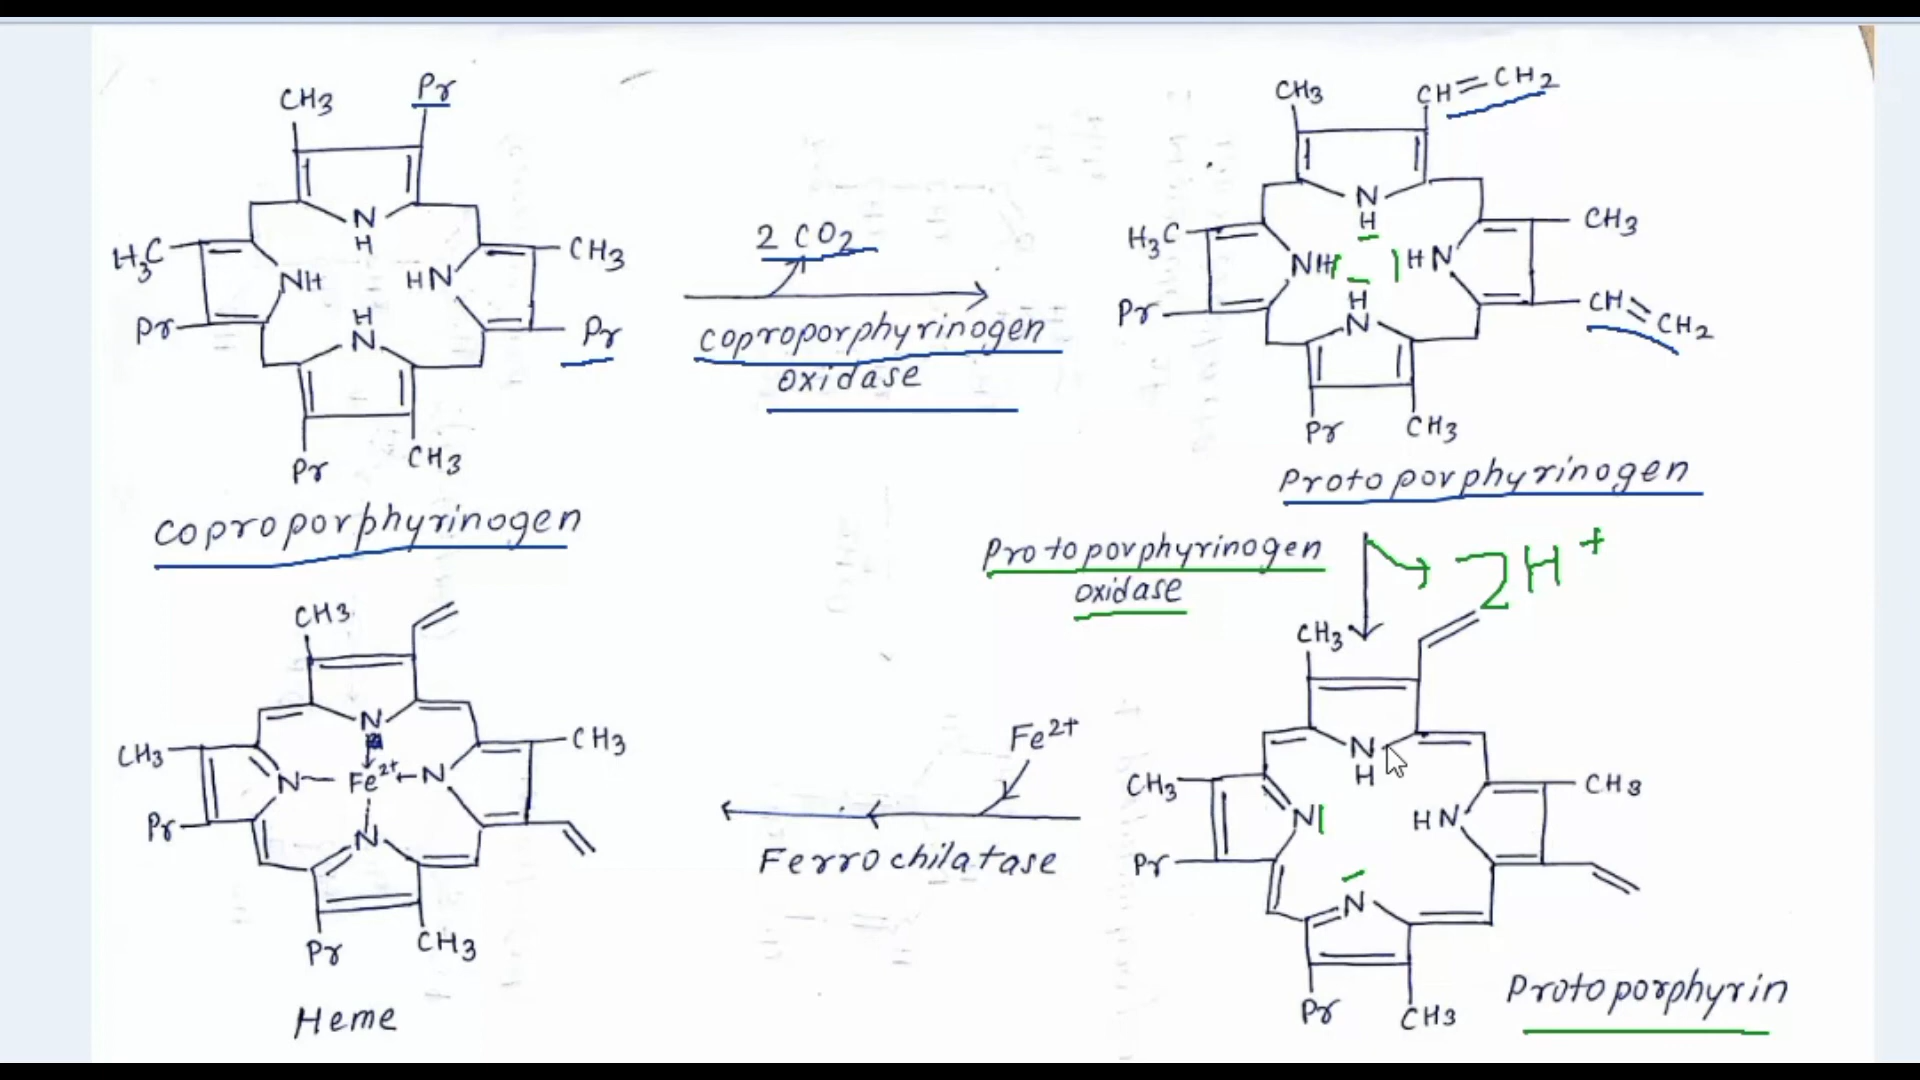 CH3
Pr
H3C
N
H
CH3
NH
HN
Pr
H
N
Pr
Pr
CH3
Coproporphyrinogen
2 CO2
Coproporphyrinogen
oxidase
CH3
CH=CH2
N
H
H3C
CH3
NH
HN
Pr
H
N
CH=CH2
Pr
CH3
Protoporphyrinogen
Protoporphyrinogen
oxidase
2H+
CH3
N
H
CH3
CH3
N
HN
Pr
N
Pr
CH3
Protoporphyrin
Fe2+
Ferrochilatase
CH3
N
CH3
CH3
N
Fe2+
N
Pr
N
Pr
CH3
Heme